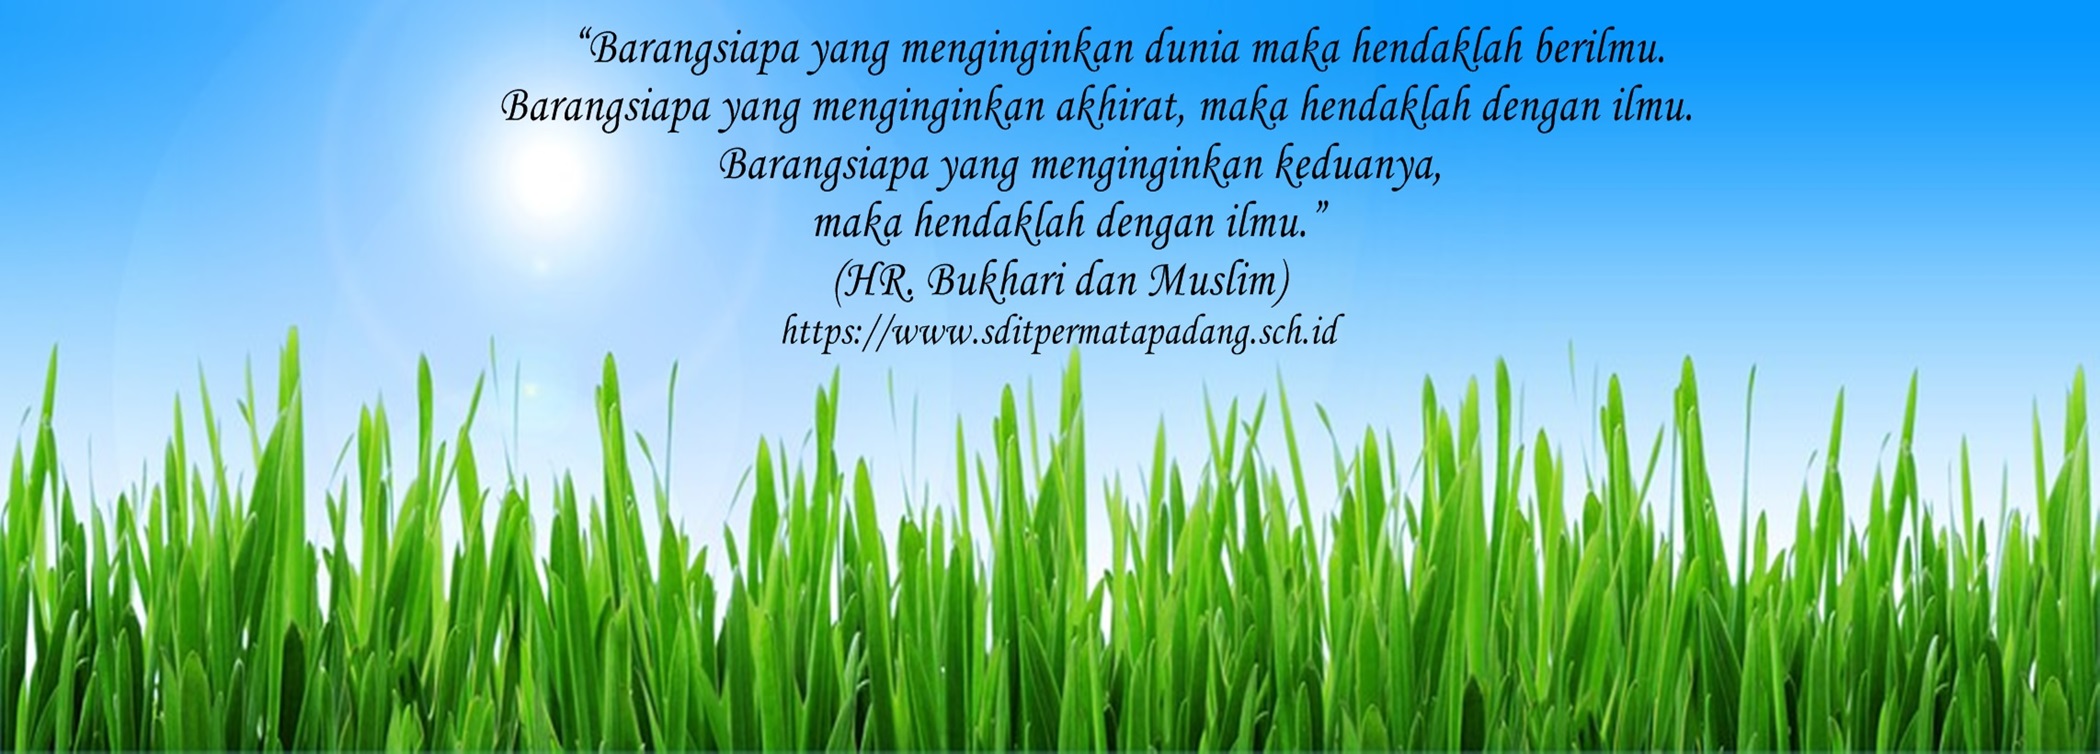 “Barangsiapa yang menginginkan dunia maka hendaklah berilmu.
Barangsiapa yang menginginkan akhirat, maka hendaklah dengan ilmu.
Barangsiapa yang menginginkan keduanya,
maka hendaklah dengan ilmu.”
(HR. Bukhari dan Muslim)
https://www.sditpermatapadang.sch.id